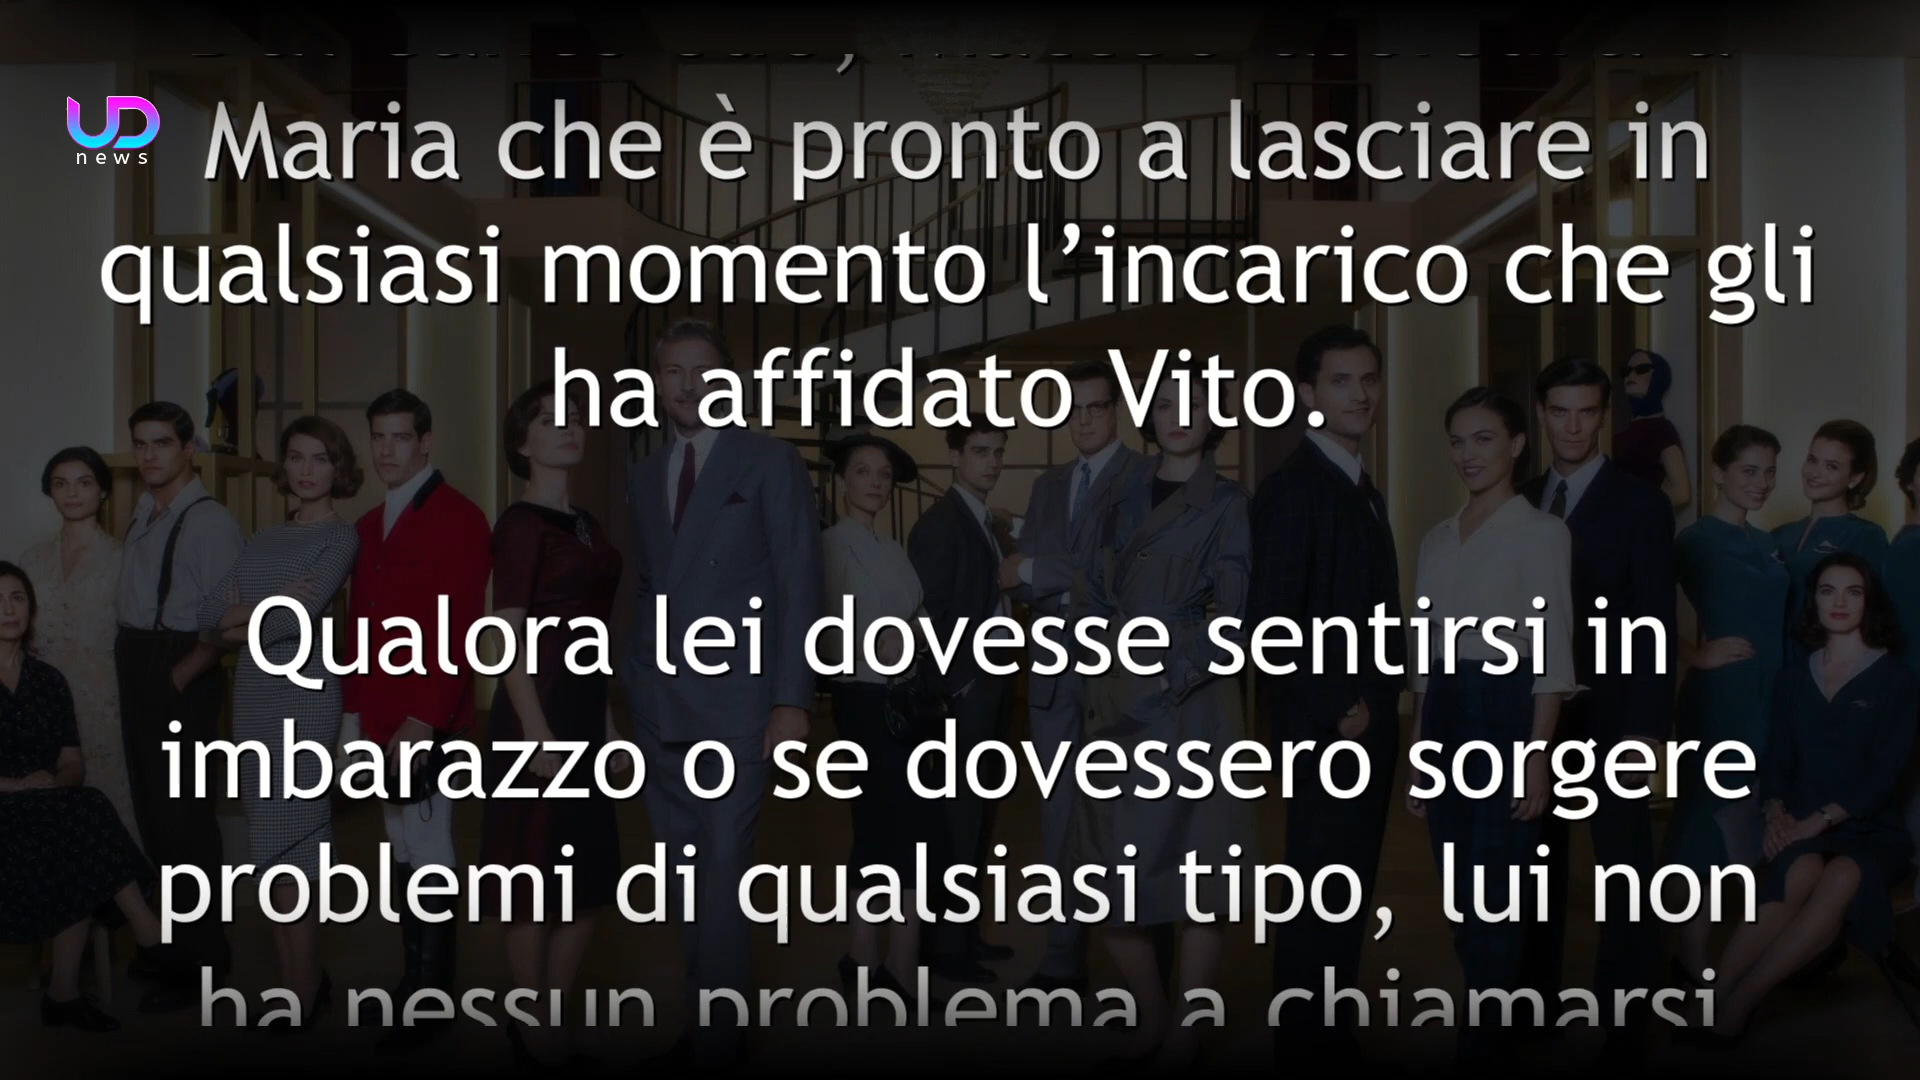 UD
news
Maria che è pronto a lasciare in
qualsiasi momento l’incarico che gli
ha affidato Vito.
Qualora lei dovesse sentirsi in
imbarazzo o se dovessero sorgere
problemi di qualsiasi tipo, lui non
ha nessun problema a chiamarsi